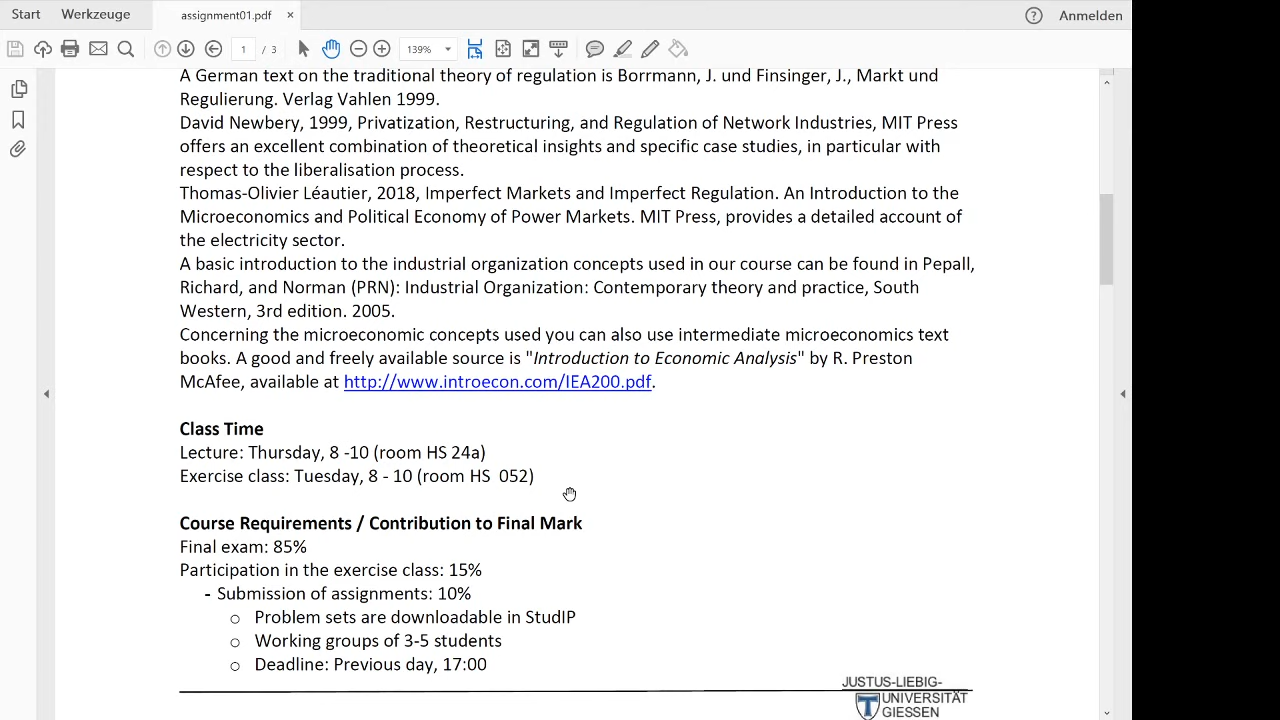 Start Werkzeuge assignment01.pdf × ? Anmelden
1 / 3 139%
A German text on the traditional theory of regulation is Borrmann, J. und Finsinger, J., Markt und
Regulierung. Verlag Vahlen 1999.
David Newbery, 1999, Privatization, Restructuring, and Regulation of Network Industries, MIT Press
offers an excellent combination of theoretical insights and specific case studies, in particular with
respect to the liberalisation process.
Thomas-Olivier Léautier, 2018, Imperfect Markets and Imperfect Regulation. An Introduction to the
Microeconomics and Political Economy of Power Markets. MIT Press, provides a detailed account of
the electricity sector.
A basic introduction to the industrial organization concepts used in our course can be found in Pepall,
Richard, and Norman (PRN): Industrial Organization: Contemporary theory and practice, South
Western, 3rd edition. 2005.
Concerning the microeconomic concepts used you can also use intermediate microeconomics text
books. A good and freely available source is "Introduction to Economic Analysis" by R. Preston
McAfee, available at http://www.introecon.com/IEA200.pdf.
Class Time
Lecture: Thursday, 8 -10 (room HS 24a)
Exercise class: Tuesday, 8 - 10 (room HS  052)
Course Requirements / Contribution to Final Mark
Final exam: 85%
Participation in the exercise class: 15%
- Submission of assignments: 10%
o Problem sets are downloadable in StudIP
o Working groups of 3-5 students
o Deadline: Previous day, 17:00
JUSTUS-LIEBIG-
UNIVERSITÄT
GIESSEN